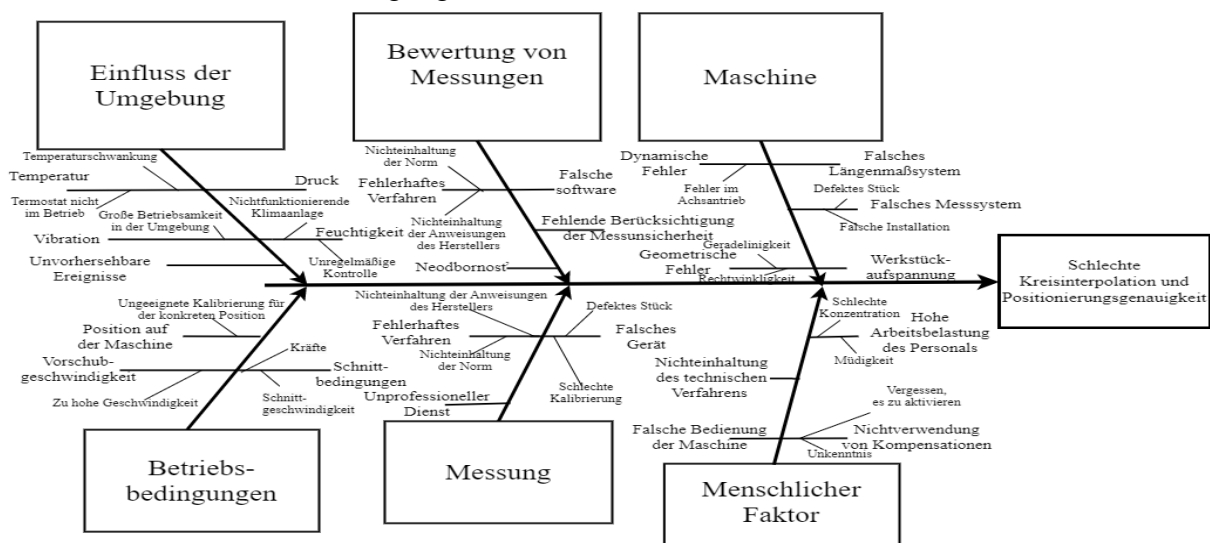 Einfluss der
Umgebung
Bewertung von
Messungen
Maschine
Temperaturschwankung
Temperatur
Termostat nicht
im Betrieb
Druck
Nichtfunktionierende
Klimaanlage
Große Betriebsamkeit
in der Umgebung
Vibration
Feuchtigkeit
Unregelmäßige
Kontrolle
Unvorhersehbare
Ereignisse
Nichteinhaltung
der Norm
Fehlerhaftes
Verfahren
Nichteinhaltung
der Anweisungen
des Herstellers
Falsche
software
Fehlende Berücksichtigung
der Messunsicherheit
Neodbornosť
Dynamische
Fehler
Fehler im
Achsantrieb
Falsches
Längenmaßsystem
Defektes Stück
Falsches Messsystem
Falsche Installation
Geradelinigkeit
Geometrische
Fehler
Rechtwinkligkeit
Werkstück-
aufspannung
Schlechte
Kreisinterpolation und
Positionierungsgenauigkeit
Ungeeignete Kalibrierung für
der konkreten Position
Position auf
der Maschine
Kräfte
Vorschub-
geschwindigkeit
Zu hohe Geschwindigkeit
Schnitt-
bedingungen
Schnitt-
geschwindigkeit
Nichteinhaltung der Anweisungen
des Herstellers
Fehlerhaftes
Verfahren
Nichteinhaltung
der Norm
Defektes Stück
Falsches
Gerät
Schlechte
Kalibrierung
Unprofessioneller
Dienst
Schlechte
Konzentration
Hohe
Arbeitsbelastung
des Personals
Müdigkeit
Nichteinhaltung
des technischen
Verfahrens
Vergessen,
es zu aktivieren
Falsche Bedienung
der Maschine
Nichtverwendung
von Kompensationen
Unkenntnis
Betriebs-
bedingungen
Messung
Menschlicher
Faktor